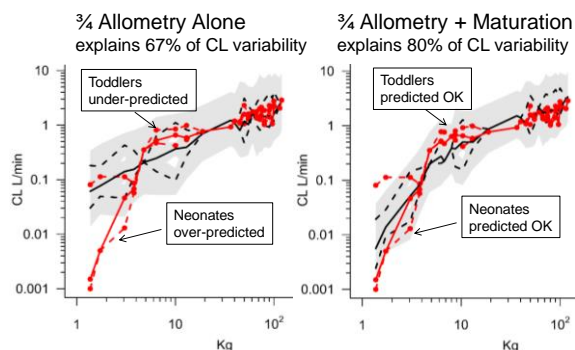 ¾ Allometry Alone
explains 67% of CL variability
10
1
0.1
0.01
0.001
CL L/min
Toddlers
under-predicted
Neonates
over-predicted
1
10
10²
Kg
¾ Allometry + Maturation
explains 80% of CL variability
10
1
0.1
0.01
0.001
CL L/min
Toddlers
predicted OK
Neonates
predicted OK
1
10
10²
Kg